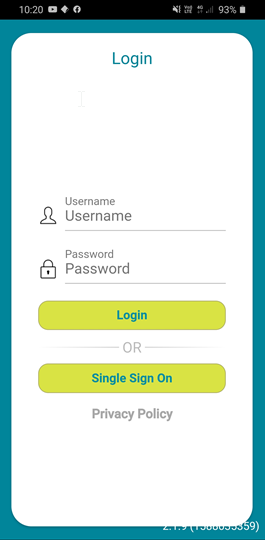 10:20
93%
Login
Username
Username
Password
Password
Login
OR
Single Sign On
Privacy Policy